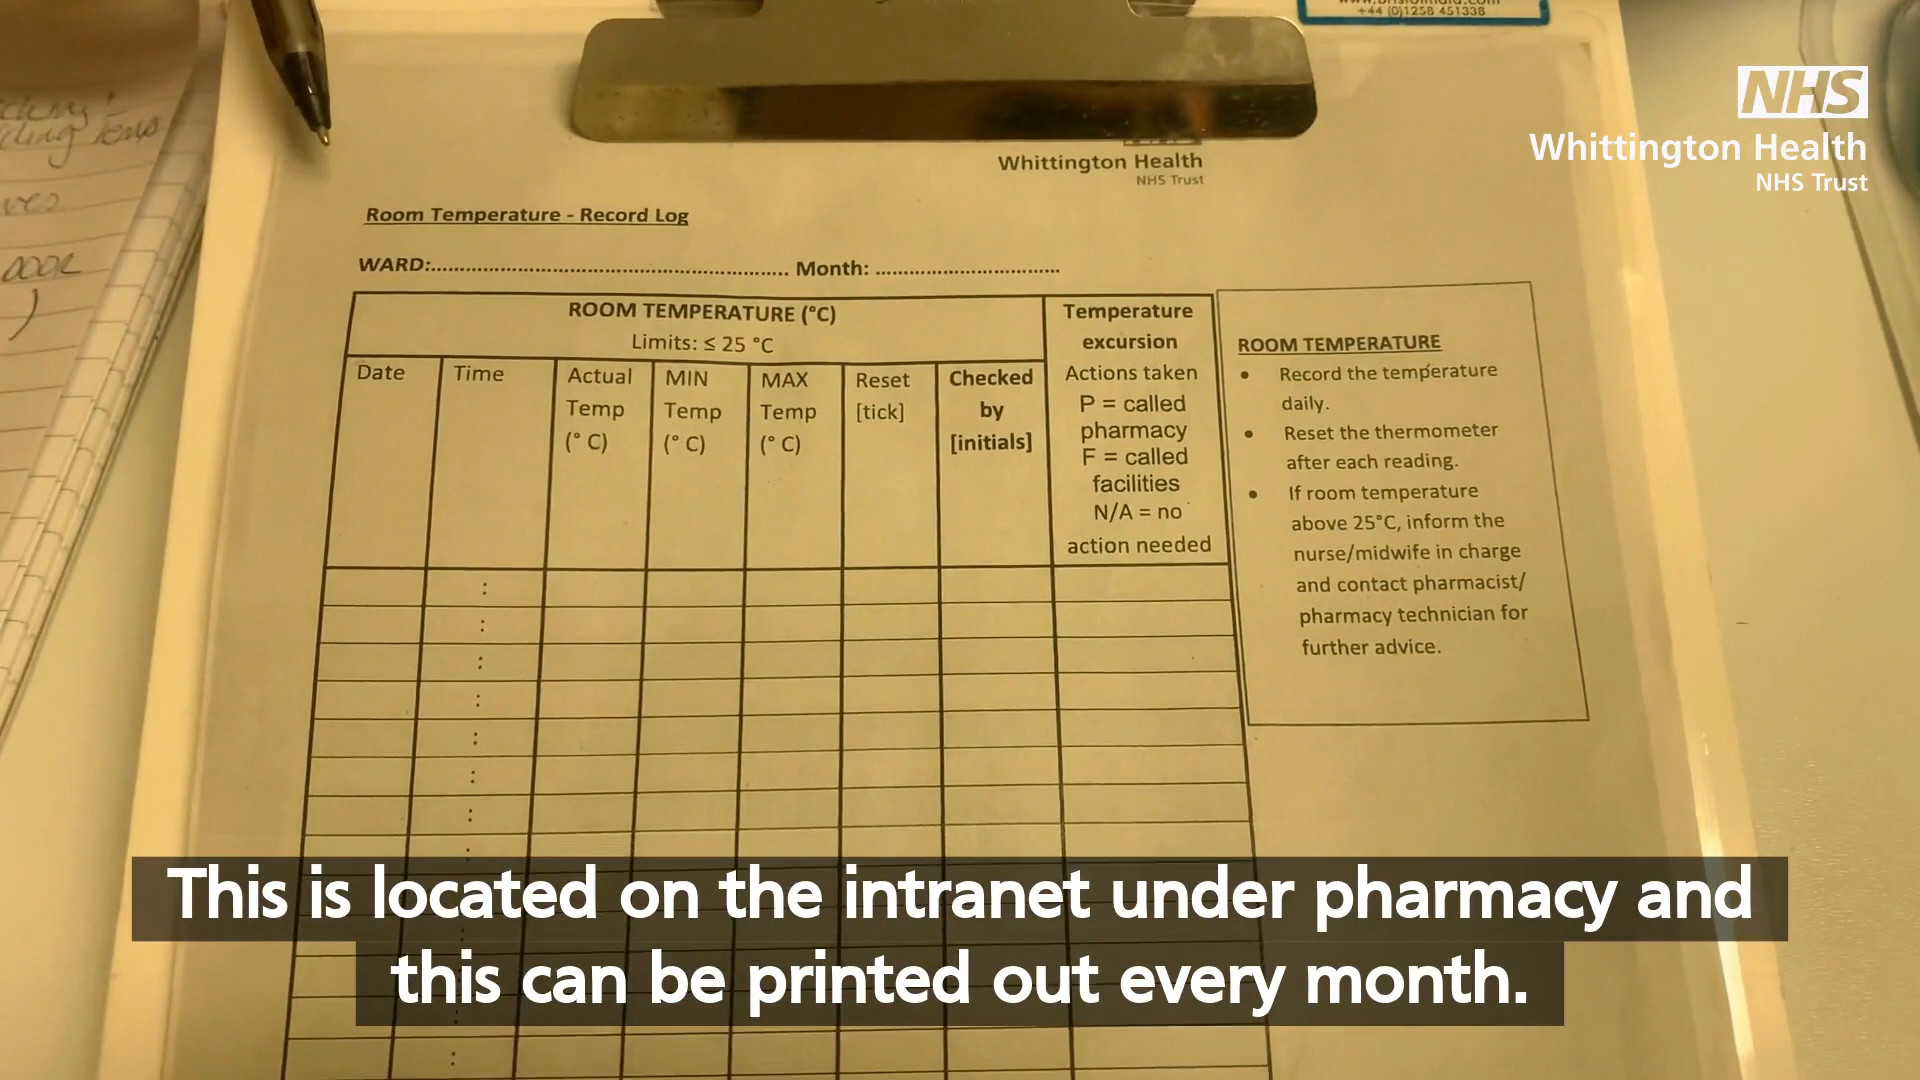 +44 (0)1258 451338
NHS
Whittington Health
NHS Trust
Whittington Health
NHS Trust
Room Temperature - Record Log
WARD:.............................................................. Month: ................................
ROOM TEMPERATURE (°C)
Limits: ≤ 25 °C
Date
Time
Actual
Temp
(° C)
MIN
Temp
(° C)
MAX
Temp
(° C)
Reset
[tick]
Checked
by
[initials]
Temperature
excursion
Actions taken
P = called
pharmacy
F = called
facilities
N/A = no
action needed
ROOM TEMPERATURE
• Record the temperature
daily.
• Reset the thermometer
after each reading.
• If room temperature
above 25°C, inform the
nurse/midwife in charge
and contact pharmacist/
pharmacy technician for
further advice.
This is located on the intranet under pharmacy and
this can be printed out every month.